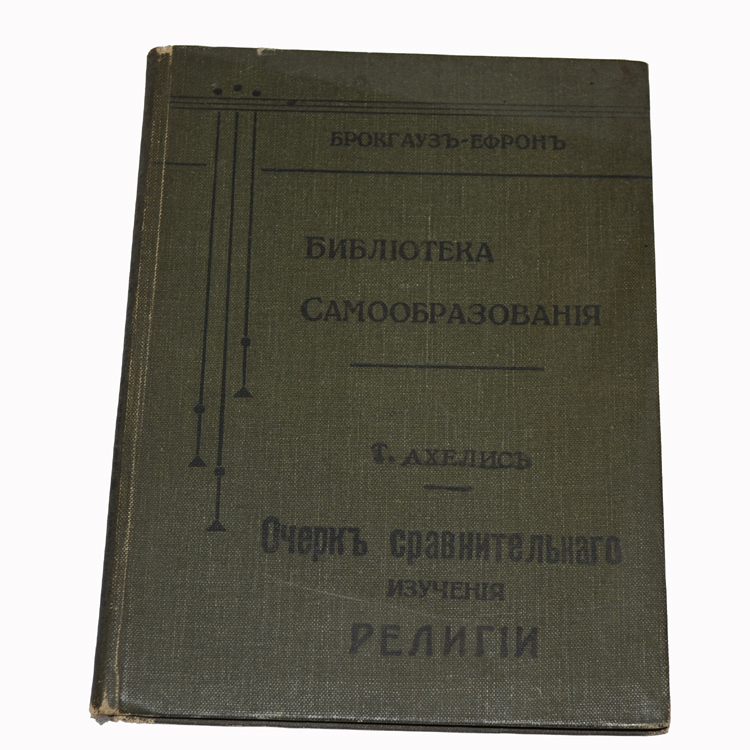 БРОКГАУЗЪ-ЕФРОНЪ
БИБЛІОТЕКА
САМООБРАЗОВАНІЯ
Т. АХЕЛИСЪ
Очеркъ сравнительнаго
ИЗУЧЕНІЯ
РЕЛИГІИ